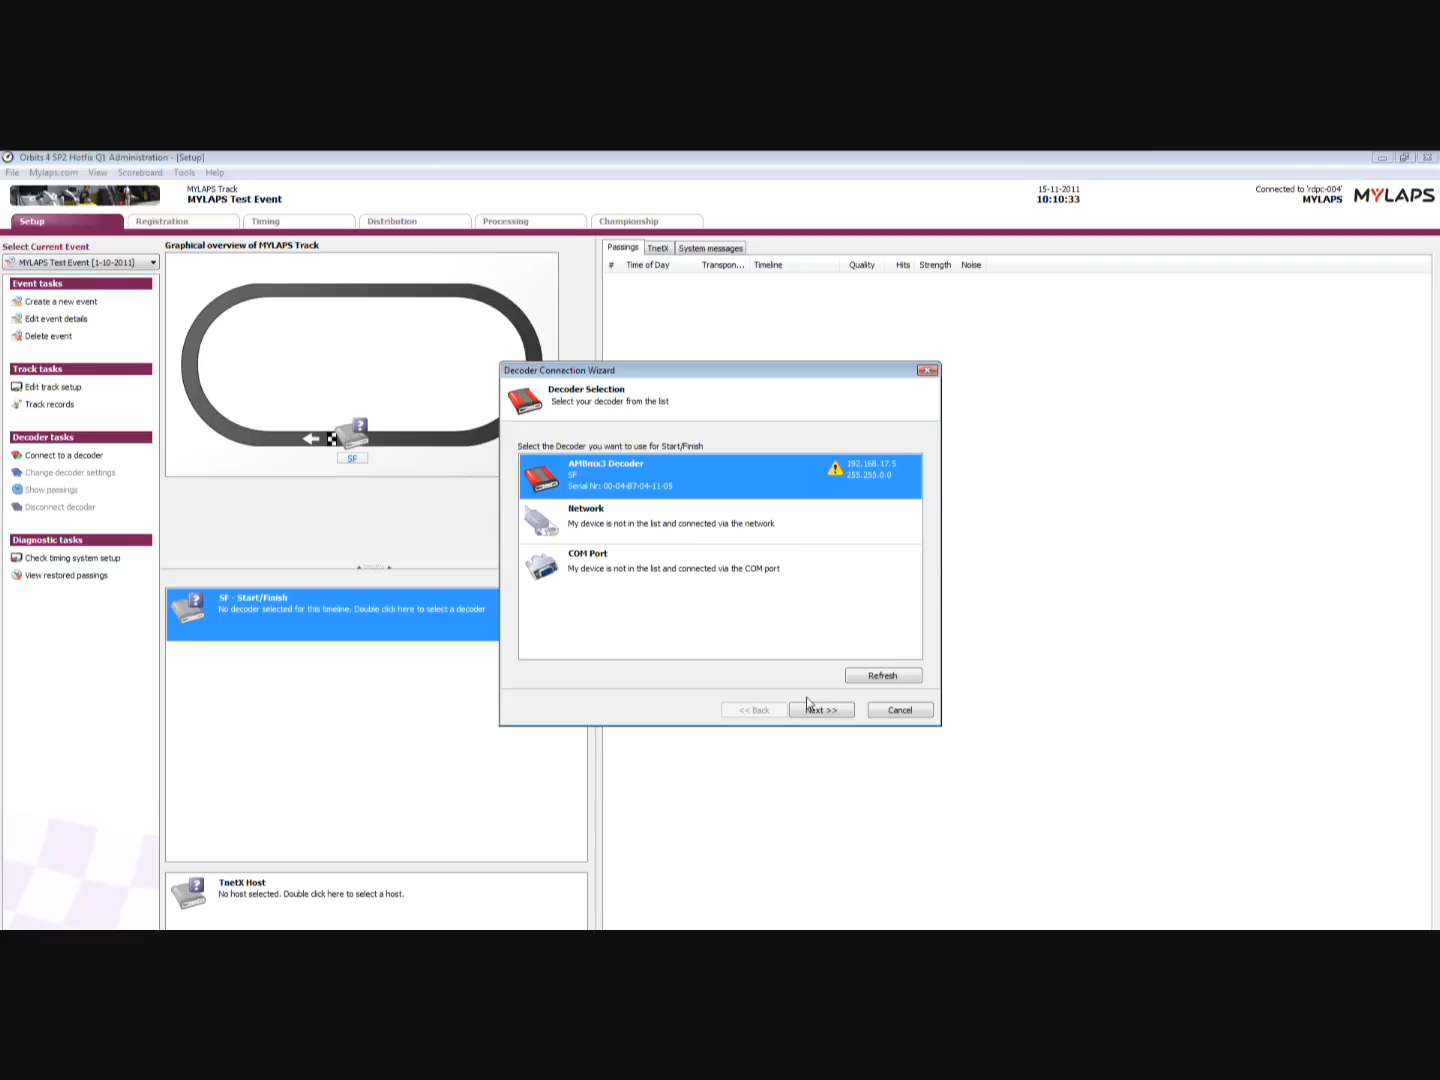 Orbits 4 SP2 Hotfix Q1 Administration - [Setup]
File Mylaps.com View Scoreboard Tools Help
MYLAPS Track
MYLAPS Test Event
15-11-2011
10:10:33
Connected to 'rdpc-004'
MYLAPS
MYLAPS
Setup Registration Timing Distribution Processing Championship
Select Current Event
MYLAPS Test Event [1-10-2011]
Event tasks
Create a new event
Edit event details
Delete event
Track tasks
Edit track setup
Track records
Decoder tasks
Connect to a decoder
Change decoder settings
Show passings
Disconnect decoder
Diagnostic tasks
Check timing system setup
View restored passings
Graphical overview of MYLAPS Track
?
SF
?
SF - Start/Finish
No decoder selected for this timeline. Double click here to select a decoder
?
TnetX Host
No host selected. Double click here to select a host.
Passings TnetX System messages
# Time of Day Transpon... Timeline Quality Hits Strength Noise
Decoder Connection Wizard
Decoder Selection
Select your decoder from the list
Select the Decoder you want to use for Start/Finish
AMBmx3 Decoder
SF
Serial Nr: 00-04-B7-04-11-05
192.168.17.5
255.255.0.0
Network
My device is not in the list and connected via the network
COM Port
My device is not in the list and connected via the COM port
Refresh
<< Back Next >> Cancel